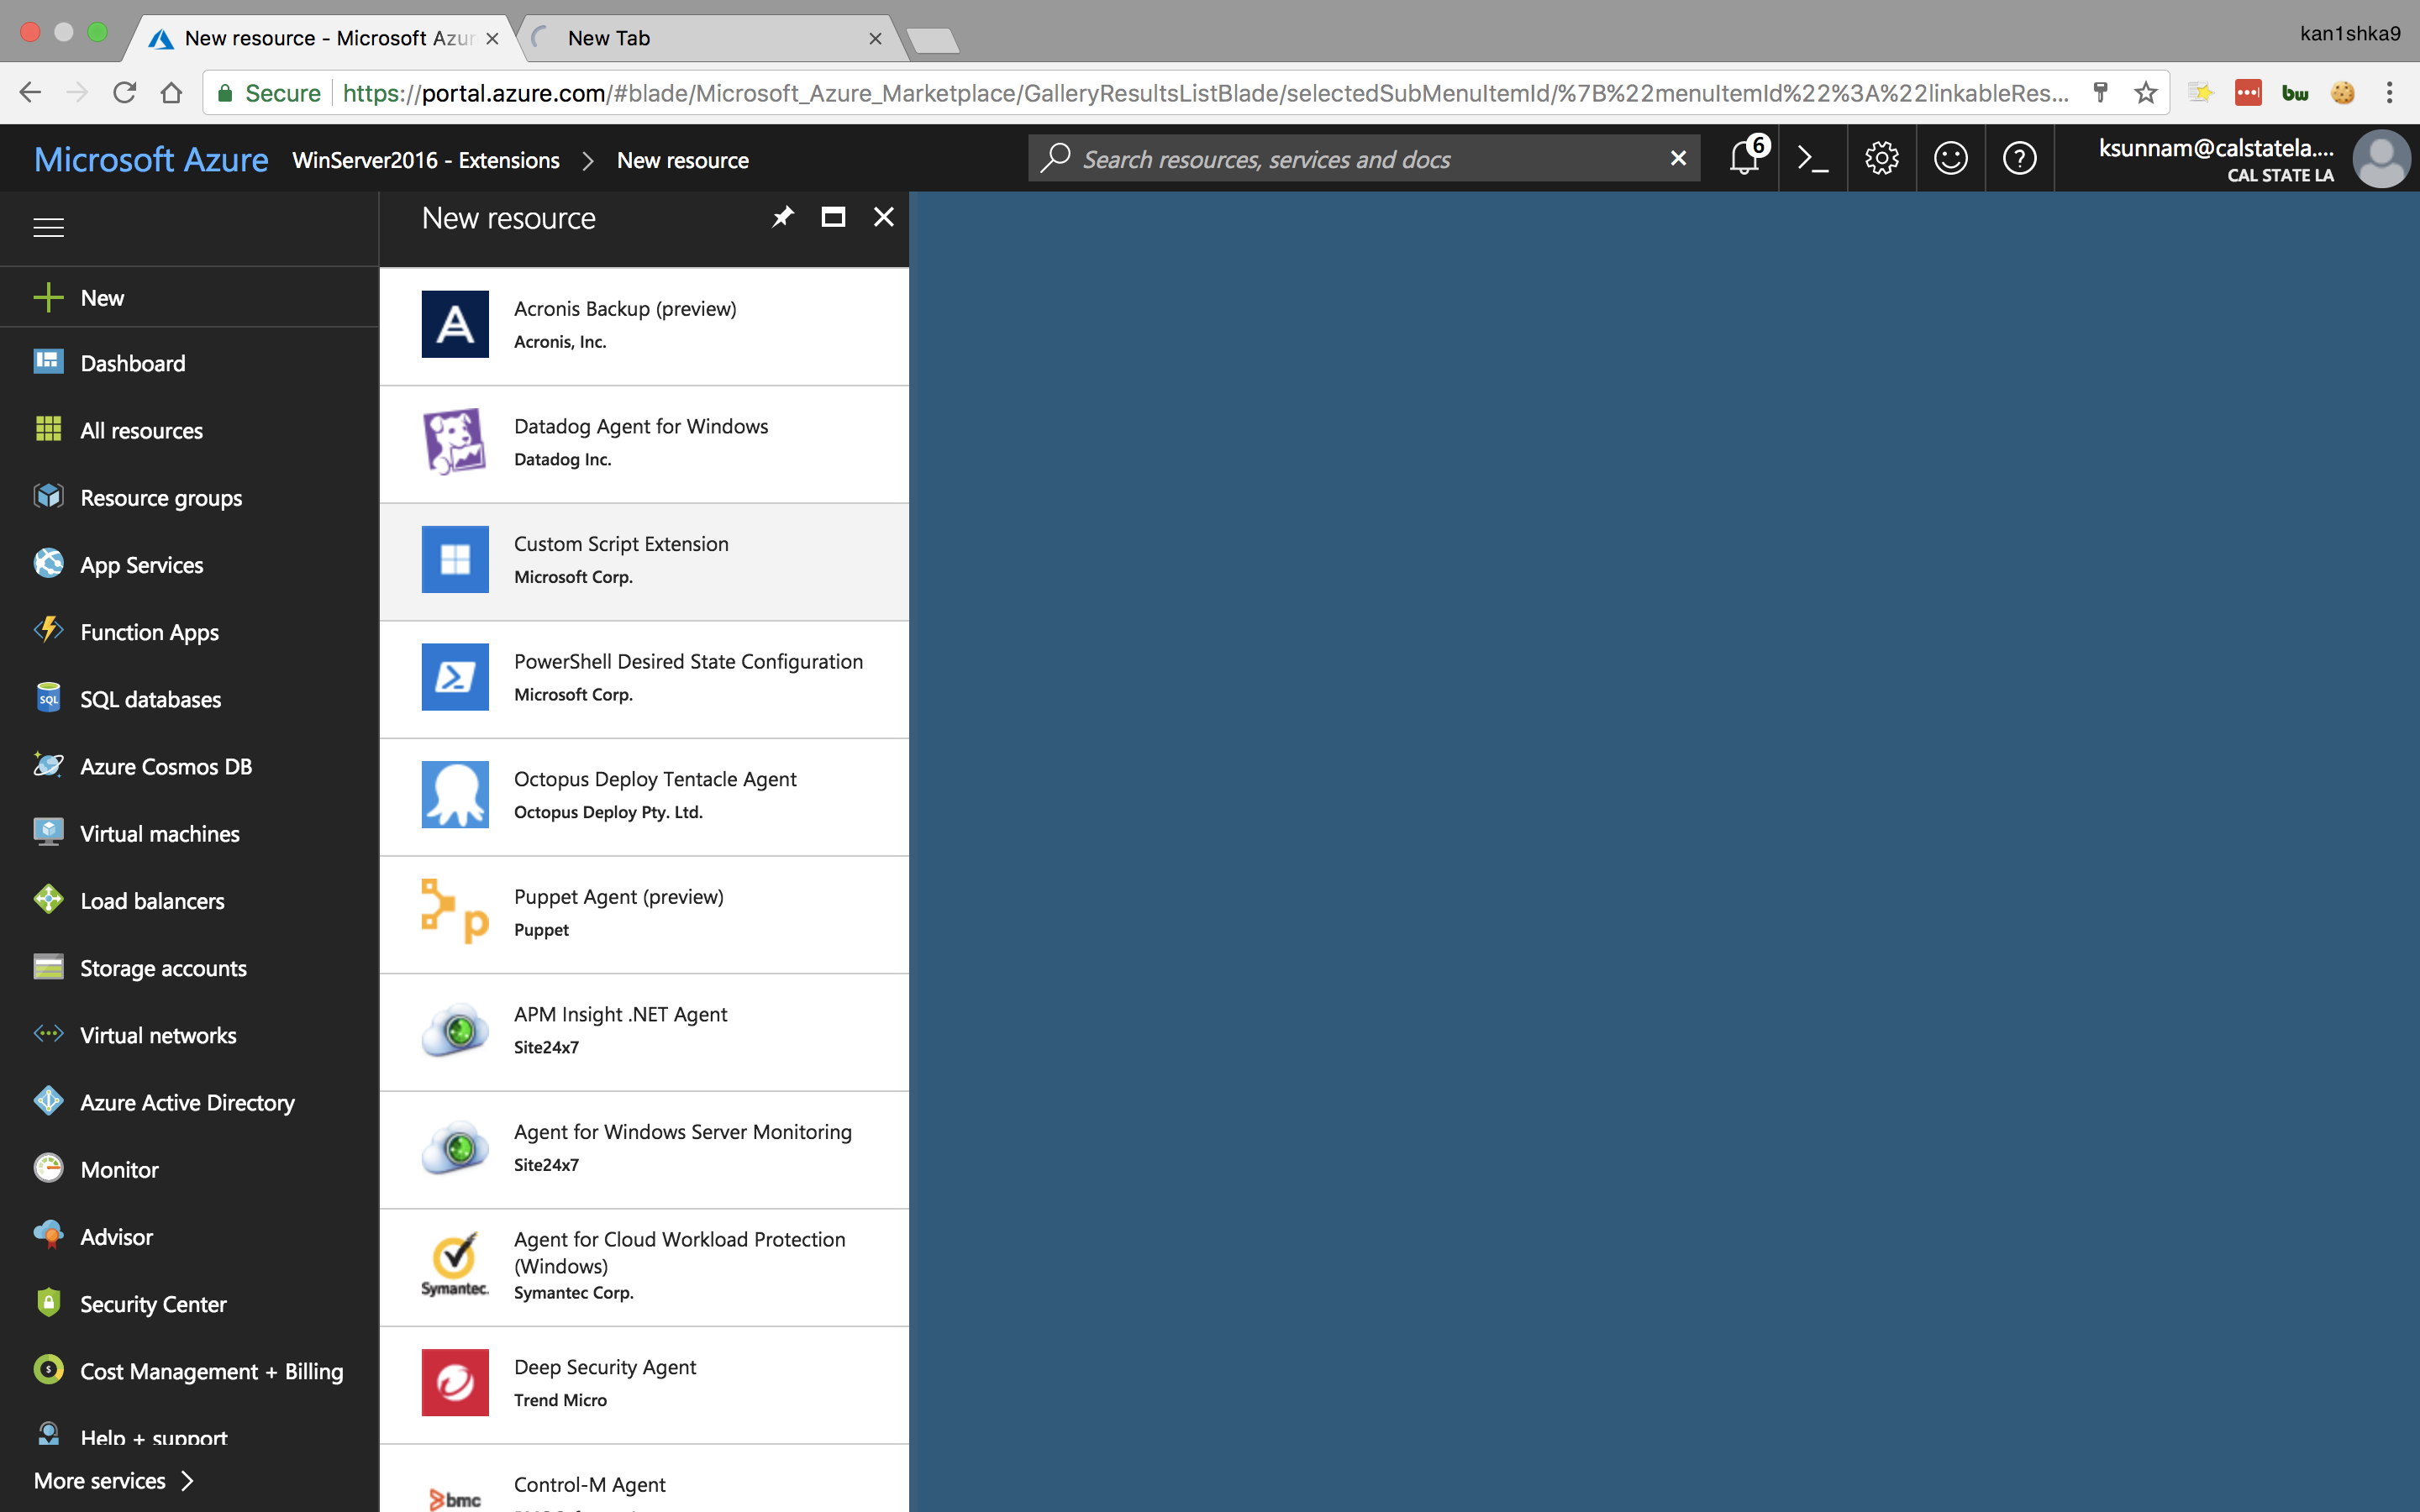 New resource - Microsoft Azur
New Tab
kan1shka9
Secure
https://portal.azure.com/#blade/Microsoft_Azure_Marketplace/GalleryResultsListBlade/selectedSubMenuItemId/%7B%22menuItemId%22%3A%22linkableRes...
bw
Microsoft Azure
WinServer2016 - Extensions > New resource
Search resources, services and docs
6
ksunnam@calstatela....
CAL STATE LA
New
Dashboard
All resources
Resource groups
App Services
Function Apps
SQL
SQL databases
Azure Cosmos DB
Virtual machines
Load balancers
Storage accounts
Virtual networks
Azure Active Directory
Monitor
Advisor
Security Center
Cost Management + Billing
Help + support
More services >
New resource
Acronis Backup (preview)
Acronis, Inc.
Datadog Agent for Windows
Datadog Inc.
Custom Script Extension
Microsoft Corp.
PowerShell Desired State Configuration
Microsoft Corp.
Octopus Deploy Tentacle Agent
Octopus Deploy Pty. Ltd.
Puppet Agent (preview)
Puppet
APM Insight .NET Agent
Site24x7
Agent for Windows Server Monitoring
Site24x7
Agent for Cloud Workload Protection
(Windows)
Symantec Corp.
Symantec.
Deep Security Agent
Trend Micro
Control-M Agent
bmc